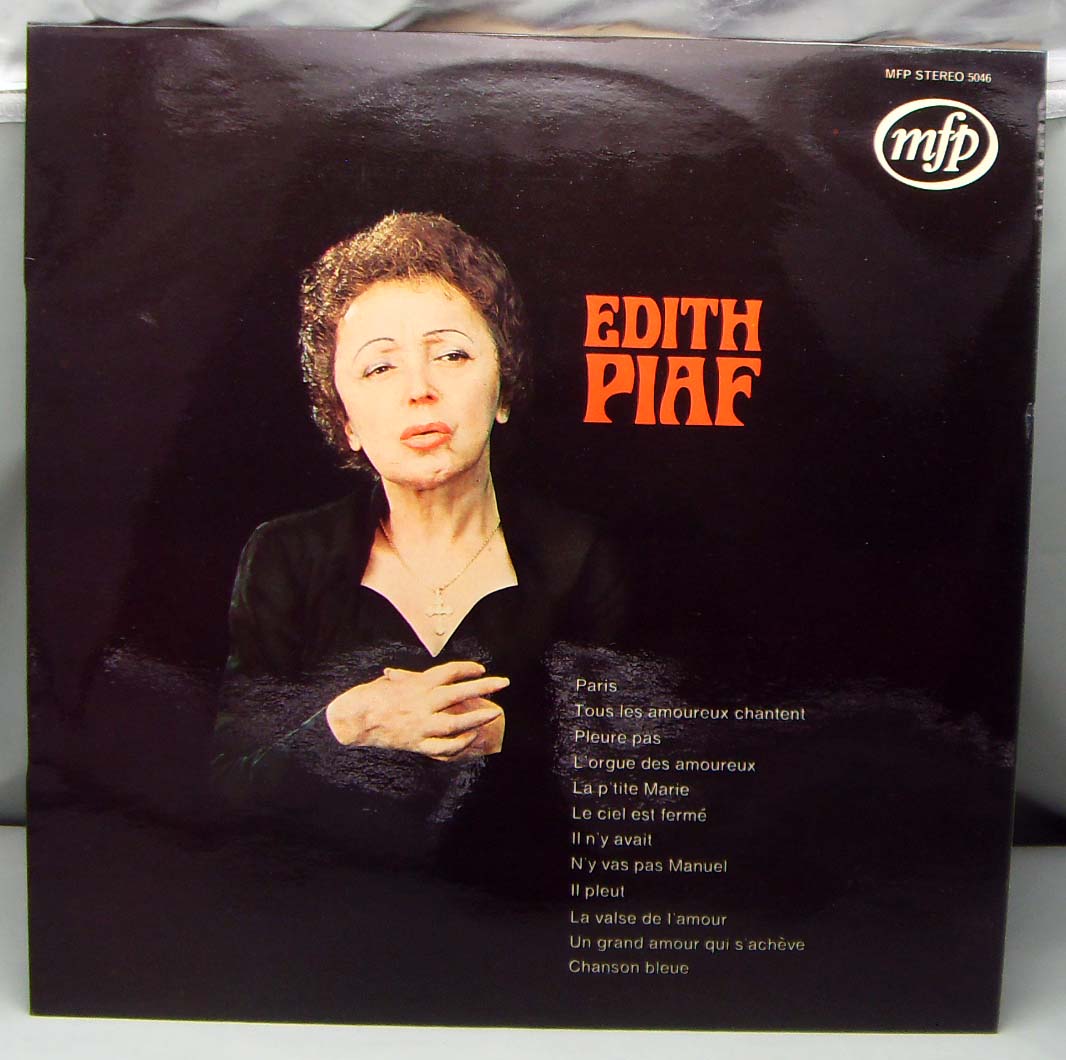 MFP STEREO 5046
mfp
EDITH
PIAF
Paris
Tous les amoureux chantent
Pleure pas
L'orgue des amoureux
La p'tite Marie
Le ciel est fermé
Il n'y avait
N'y vas pas Manuel
Il pleut
La valse de l'amour
Un grand amour qui s'achève
Chanson bleue